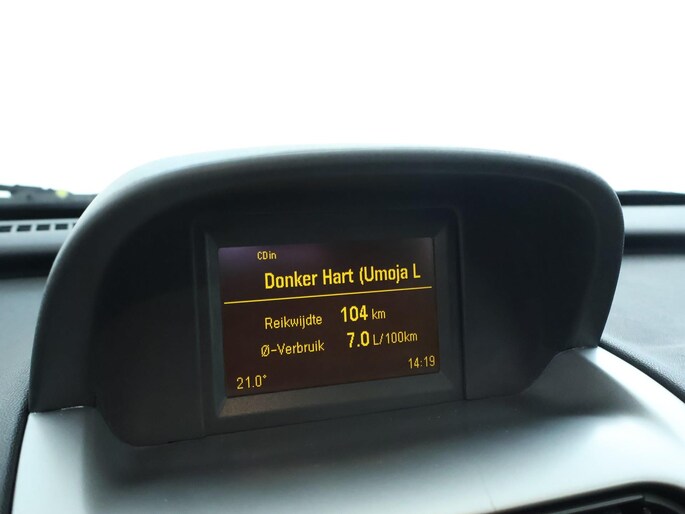 CD in
Donker Hart (Umoja L
Reikwijdte 104 km
Ø-Verbruik 7.0 L/100km
14:19
21.0°